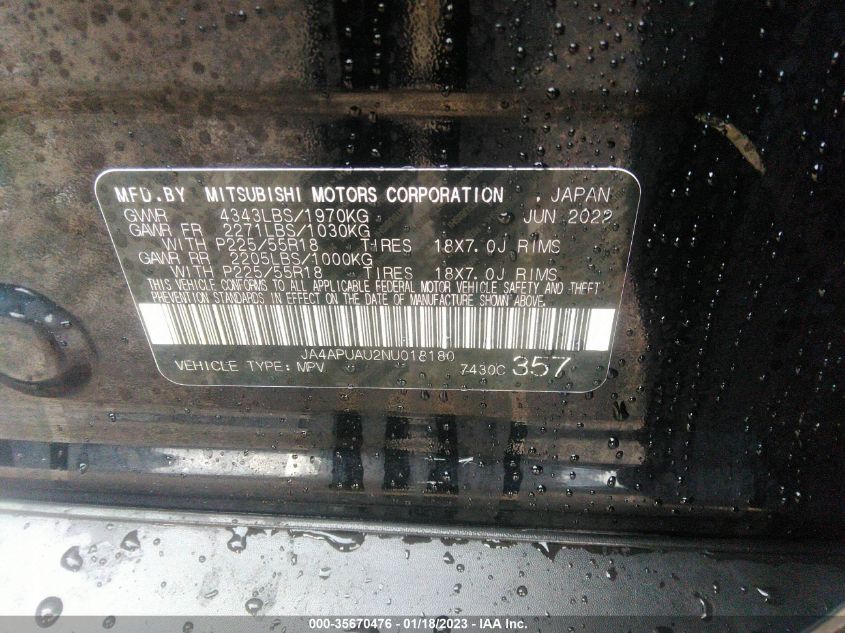 MFD.BY MITSUBISHI MOTORS CORPORATION , JAPAN
GVWR 4343LBS/1970KG JUN 2022
GAWR FR 2271LBS/1030KG
WITH P225/55R18 TIRES 18X7.0J RIMS
GAWR RR 2205LBS/1000KG
WITH P225/55R18 TIRES 18X7.0J RIMS
THIS VEHICLE CONFORMS TO ALL APPLICABLE FEDERAL MOTOR VEHICLE SAFETY AND THEFT
PREVENTION STANDARDS IN EFFECT ON THE DATE OF MANUFACTURE SHOWN ABOVE.
JA4APUAU2NU018180
VEHICLE TYPE: MPV 7430C 357
000-35670476 - 01/18/2023 - © IAA Inc.